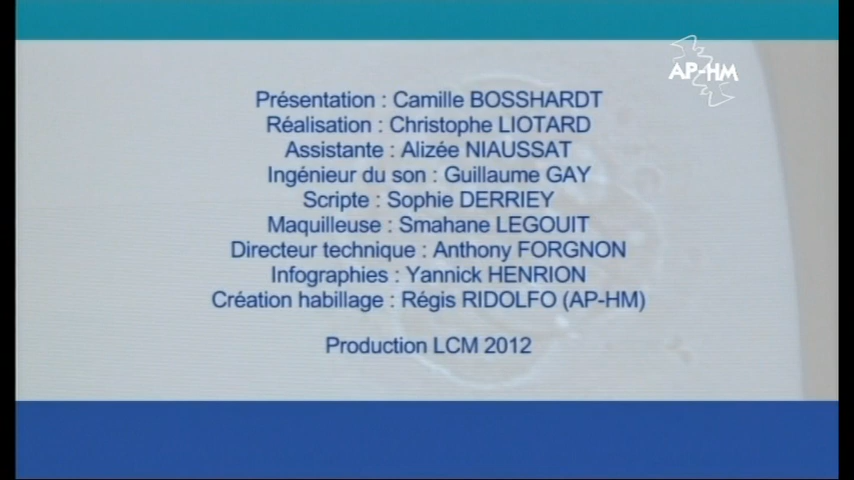 AP-HM
Présentation : Camille BOSSHARDT
Réalisation : Christophe LIOTARD
Assistante : Alizée NIAUSSAT
Ingénieur du son : Guillaume GAY
Scripte : Sophie DERRIEY
Maquilleuse : Smahane LEGOUIT
Directeur technique : Anthony FORGNON
Infographies : Yannick HENRION
Création habillage : Régis RIDOLFO (AP-HM)
Production LCM 2012